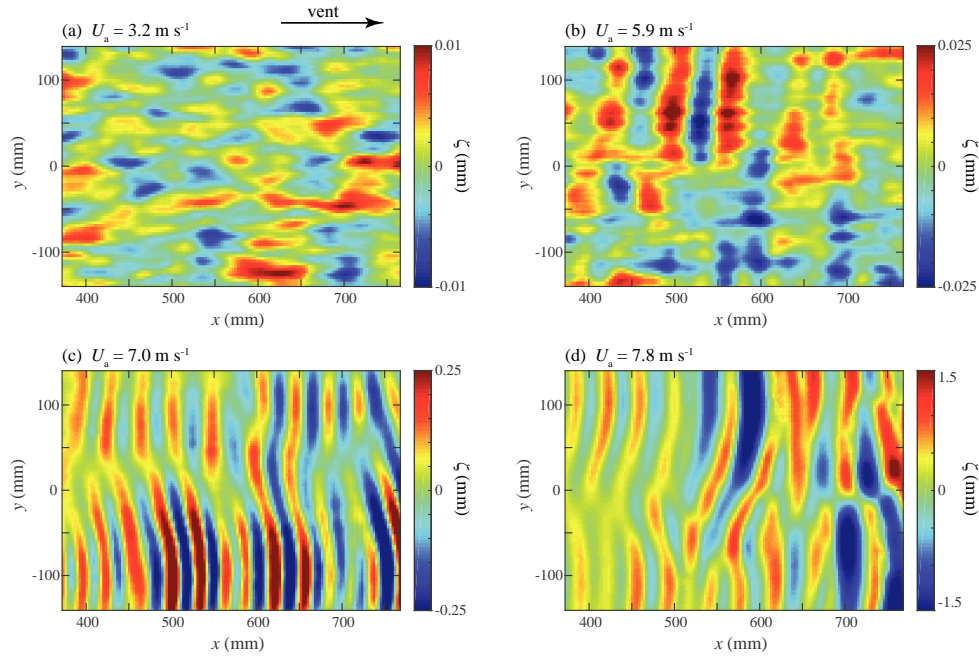 vent
(a) U_a = 3.2 m s⁻¹
(b) U_a = 5.9 m s⁻¹
0.01
0
-0.01
ζ (mm)
0.025
0
-0.025
ζ (mm)
100
0
-100
y (mm)
100
0
-100
y (mm)
400 500 600 700
x (mm)
400 500 600 700
x (mm)
(c) U_a = 7.0 m s⁻¹
(d) U_a = 7.8 m s⁻¹
0.25
0
-0.25
ζ (mm)
1.5
0
-1.5
ζ (mm)
100
0
-100
y (mm)
100
0
-100
y (mm)
400 500 600 700
x (mm)
400 500 600 700
x (mm)